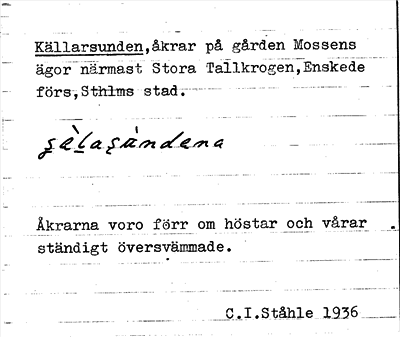 Källarsunden,åkrar på gården Mossens
ägor närmast Stora Tallkrogen,Enskede
förs,Sthlms stad.
Åkrarna voro förr om höstar och vårar
ständigt översvämmade.
C.I.Ståhle 1936